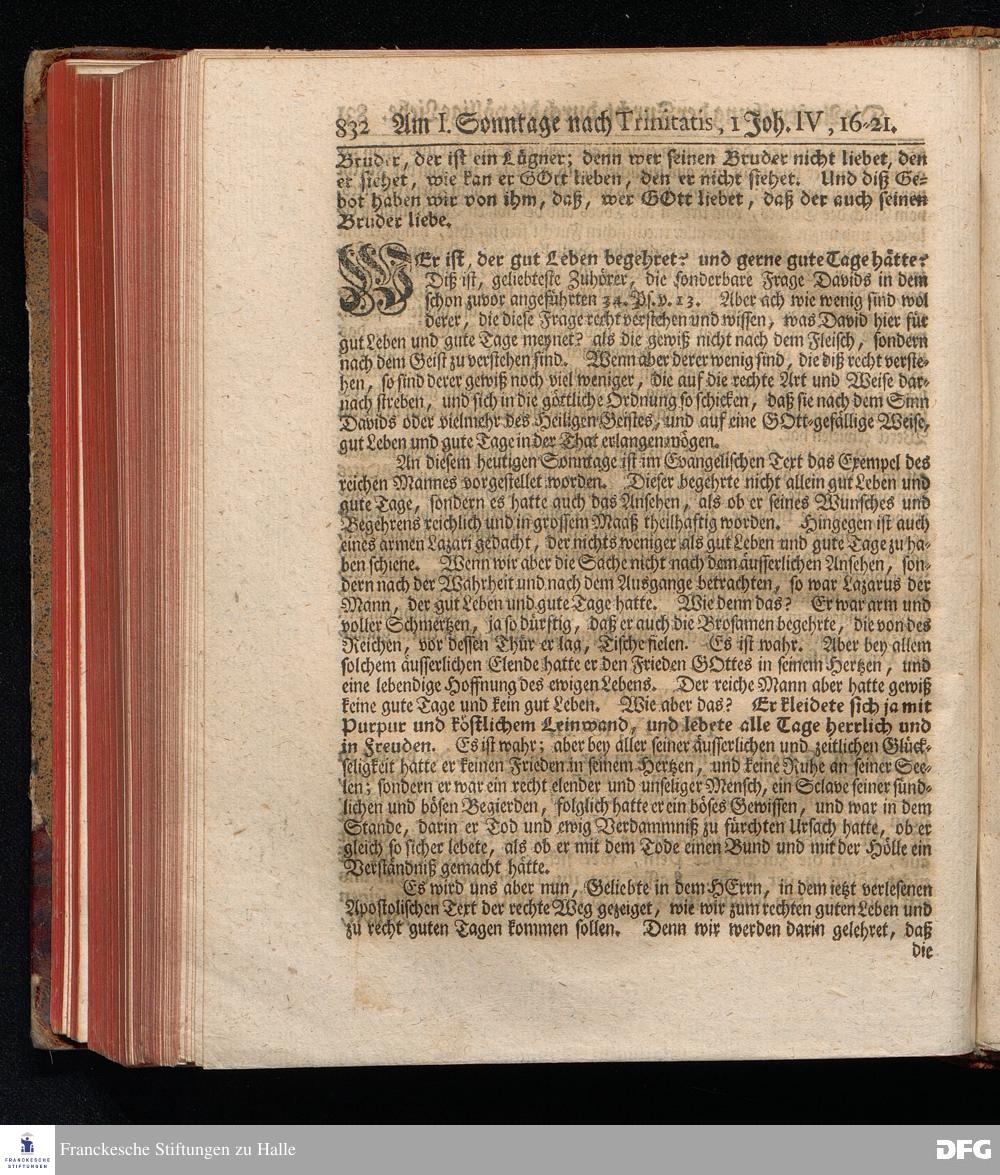 832 Am I. Sonntage nach Trinitatis, 1 Joh. IV, 16-21.
Bruder, der ist ein Lügner; denn wer seinen Bruder nicht liebet, den
er siehet, wie kan er GOtt lieben, den er nicht siehet. Und diß Ge-
bot haben wir von ihm, daß, wer GOtt liebet, daß der auch seinen
Bruder liebe.
WEr ist, der gut Leben begehret? und gerne gute Tage hätte?
Diß ist, geliebteste Zuhörer, die sonderbare Frage Davids in dem
schon zuvor angeführten 34. Ps. v. 13. Aber ach wie wenig sind wol
derer, die diese Frage recht verstehen und wissen, was David hier für
gut Leben und gute Tage meynet? als die gewiß nicht nach dem Fleisch, sondern
nach dem Geist zu verstehen sind. Wenn aber derer wenig sind, die diß recht verste-
hen, so sind derer gewiß noch viel weniger, die auf die rechte Art und Weise dar-
nach streben, und sich in die göttliche Ordnung so schicken, daß sie nach dem Sinn
Davids oder vielmehr des Heiligen Geistes, und auf eine GOtt-gefällige Weise,
gut Leben und gute Tage in der That erlangen mögen.
An diesem heutigen Sonntage ist im Evangelischen Text das Exempel des
reichen Mannes vorgestellet worden. Dieser begehrte nicht allein gut Leben und
gute Tage, sondern es hatte auch das Ansehen, als ob er seines Wunsches und
Begehrens reichlich und in grossem Maaß theilhaftig worden. Hingegen ist auch
eines armen Lazari gedacht, der nichts weniger als gut Leben und gute Tage zu ha-
ben schiene. Wenn wir aber die Sache nicht nach dem äusserlichen Ansehen, son-
dern nach der Wahrheit und nach dem Ausgange betrachten, so war Lazarus der
Mann, der gut Leben und gute Tage hatte. Wie denn das? Er war arm und
voller Schmertzen, ja so dürftig, daß er auch die Brosamen begehrte, die von des
Reichen, vor dessen Thür er lag, Tische fielen. Es ist wahr. Aber bey allem
solchem äusserlichen Elende hatte er den Frieden GOttes in seinem Hertzen, und
eine lebendige Hoffnung des ewigen Lebens. Der reiche Mann aber hatte gewiß
keine gute Tage und kein gut Leben. Wie aber das? Er kleidete sich ja mit
Purpur und köstlichem Leinwand, und lebete alle Tage herrlich und
in Freuden. Es ist wahr; aber bey aller seiner äusserlichen und zeitlichen Glück-
seligkeit hatte er keinen Frieden in seinem Hertzen, und keine Ruhe an seiner See-
len; sondern er war ein recht elender und unseliger Mensch, ein Sclave seiner sünd-
lichen und bösen Begierden, folglich hatte er ein böses Gewissen, und war in dem
Stande, darin er Tod und ewig Verdammniß zu fürchten Ursach hatte, ob er
gleich so sicher lebete, als ob er mit dem Tode einen Bund und mit der Hölle ein
Verständniß gemacht hätte.
Es wird uns aber nun, Geliebte in dem HErrn, in dem ietzt verlesenen
Apostolischen Text der rechte Weg gezeiget, wie wir zum rechten guten Leben und
zu recht guten Tagen kommen sollen. Denn wir werden darin gelehret, daß
die
FRANCKESCHE
STIFTUNGEN
Franckesche Stiftungen zu Halle
DFG